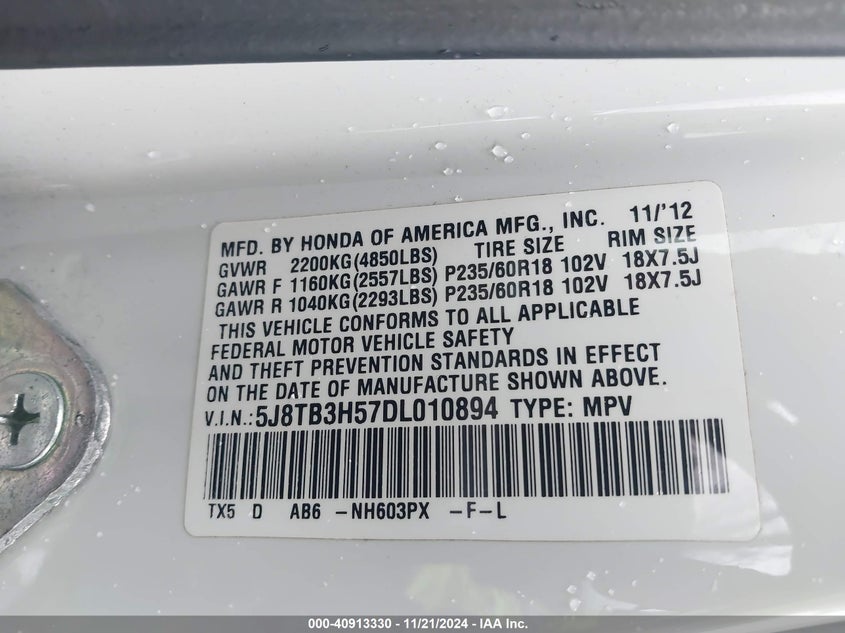 MFD. BY HONDA OF AMERICA MFG., INC. 11/'12
GVWR 2200KG(4850LBS) TIRE SIZE RIM SIZE
GAWR F 1160KG(2557LBS) P235/60R18 102V 18X7.5J
GAWR R 1040KG(2293LBS) P235/60R18 102V 18X7.5J
THIS VEHICLE CONFORMS TO ALL APPLICABLE
FEDERAL MOTOR VEHICLE SAFETY
AND THEFT PREVENTION STANDARDS IN EFFECT
ON THE DATE OF MANUFACTURE SHOWN ABOVE.
V.I.N.: 5J8TB3H57DL010894 TYPE: MPV
TX5 D AB6 -NH603PX -F-L
000-40913330 - 11/21/2024 - IAA Inc.